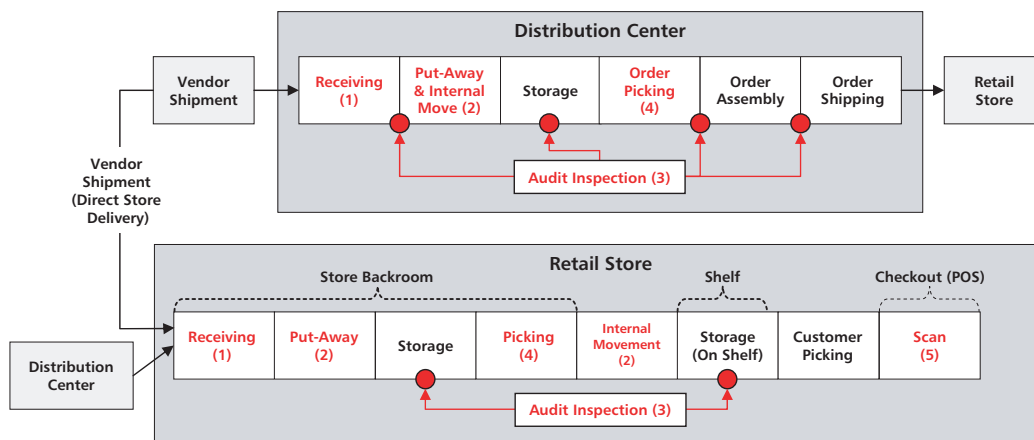 Distribution Center
Vendor
Shipment
Receiving
(1)
Put-Away
& Internal
Move (2)
Storage
Order
Picking
(4)
Order
Assembly
Order
Shipping
Retail
Store
Audit Inspection (3)
Vendor
Shipment
(Direct Store
Delivery)
Retail Store
Store Backroom
Shelf
Checkout (POS)
Receiving
(1)
Put-Away
(2)
Storage
Picking
(4)
Internal
Movement
(2)
Storage
(On Shelf)
Customer
Picking
Scan
(5)
Distribution
Center
Audit Inspection (3)